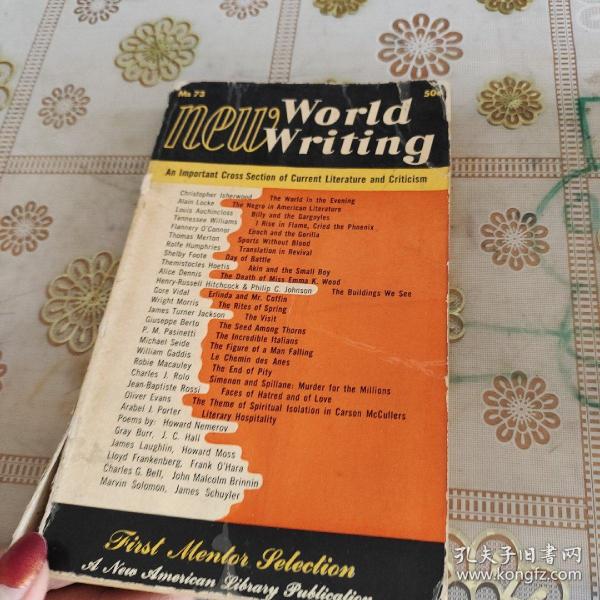 Ms 73
50¢
new World Writing
An Important Cross Section of Current Literature and Criticism
Christopher Isherwood The World in the Evening
Alain Locke The Negro in American Literature
Louis Auchincloss Billy and the Gargoyles
Tennessee Williams I Rise in Flame, Cried the Phoenix
Flannery O'Connor Enoch and the Gorilla
Thomas Merton Sports Without Blood
Rolfe Humphries Translation in Revival
Shelby Foote Day of Battle
Themistocles Hoetis Akin and the Small Boy
Alice Dennis The Death of Miss Emma K. Wood
Henry-Russell Hitchcock & Philip C. Johnson The Buildings We See
Gore Vidal Erlinda and Mr. Coffin
Wright Morris The Rites of Spring
James Turner Jackson The Visit
Giuseppe Berto The Seed Among Thorns
P. M. Pasinetti The Incredible Italians
Michael Seide The Figure of a Man Falling
William Gaddis Le Chemin des Anes
Robie Macauley The End of Pity
Charles J. Rolo Simenon and Spillane: Murder for the Millions
Jean-Baptiste Rossi Faces of Hatred and of Love
Oliver Evans The Theme of Spiritual Isolation in Carson McCullers
Arabel J. Porter Literary Hospitality
Poems by: Howard Nemerov
Gray Burr, J. C. Hall
James Laughlin, Howard Moss
Lloyd Frankenberg, Frank O'Hara
Charles G. Bell, John Malcolm Brinnin
Marvin Solomon, James Schuyler
First Mentor Selection
A New American Library Publication
孔夫子旧书网
www.kongfz.com